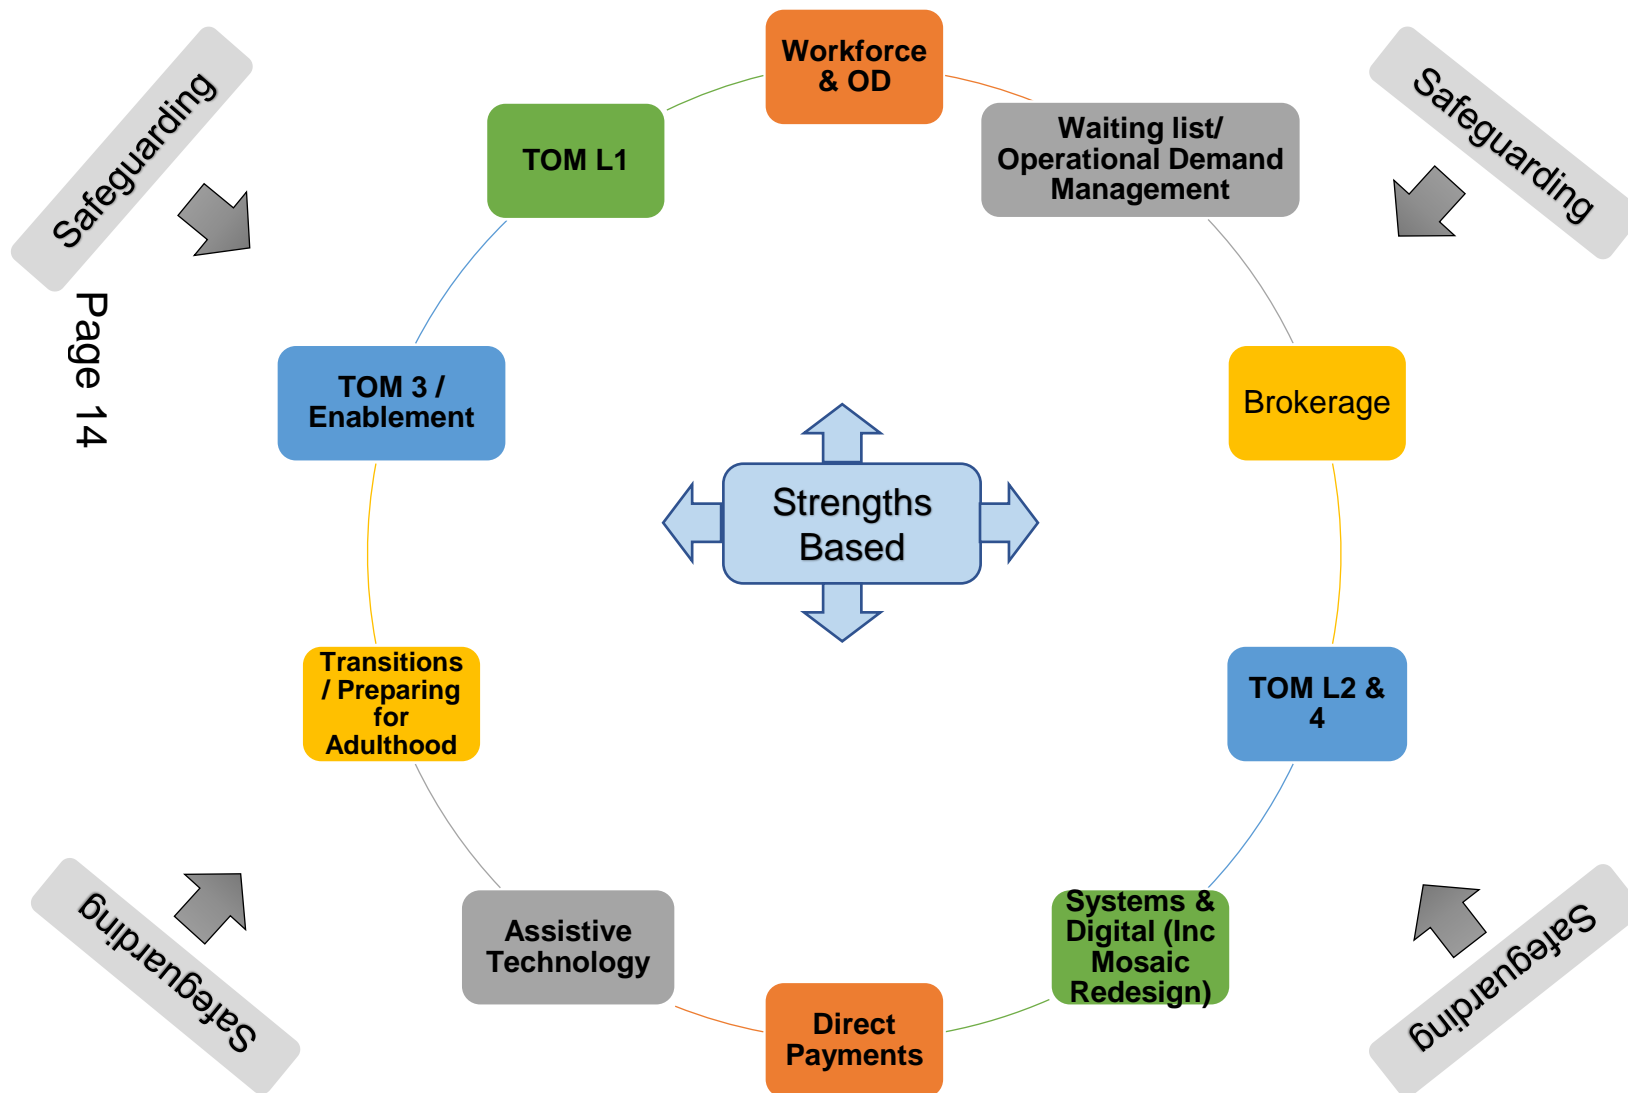 Safeguarding
Safeguarding
Page 14
Workforce
& OD
Waiting list/
Operational Demand
Management
Brokerage
TOM L2 &
4
Systems &
Digital (Inc
Mosaic
Redesign)
Direct
Payments
Assistive
Technology
Transitions
/ Preparing
for
Adulthood
TOM 3 /
Enablement
TOM L1
Strengths
Based
Safeguarding
Safeguarding